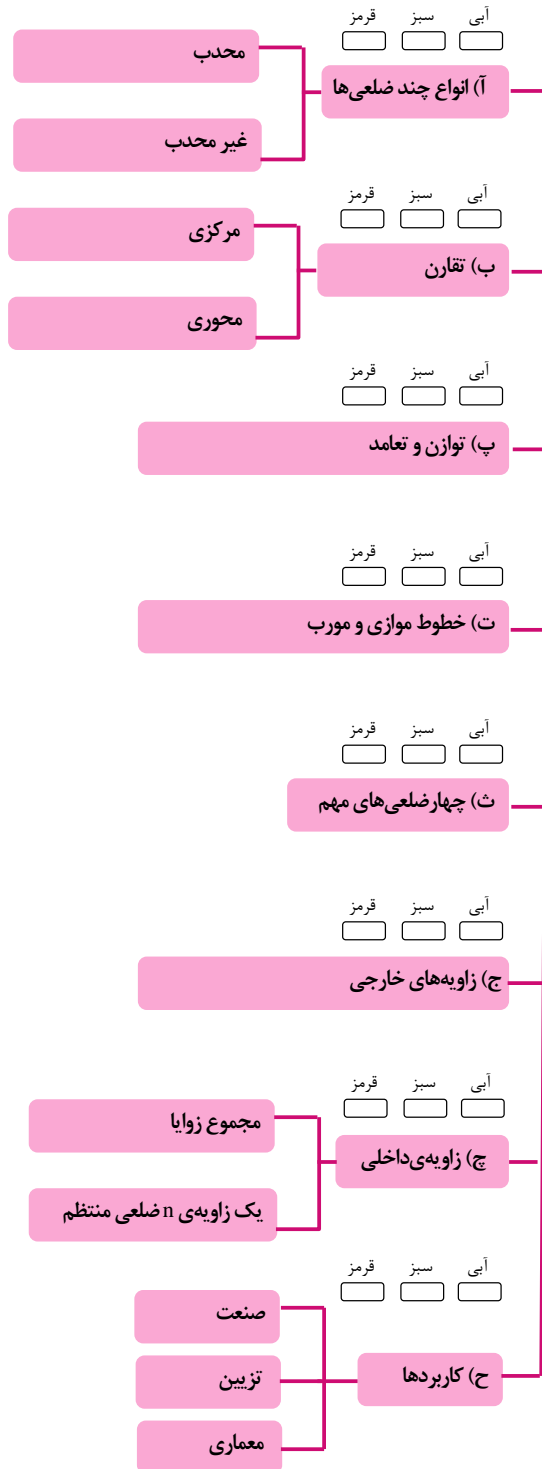 آبی سبز قرمز
آ) انواع چند ضلعی‌ها
محدب
غیر محدب
آبی سبز قرمز
ب) تقارن
مرکزی
محوری
آبی سبز قرمز
پ) توازن و تعامد
آبی سبز قرمز
ت) خطوط موازی و مورب
آبی سبز قرمز
ث) چهارضلعی‌های مهم
آبی سبز قرمز
ج) زاویه‌های خارجی
آبی سبز قرمز
چ) زاویه‌ی‌داخلی
مجموع زوایا
یک زاویه‌ی n ضلعی منتظم
آبی سبز قرمز
ح) کاربردها
صنعت
تزیین
معماری